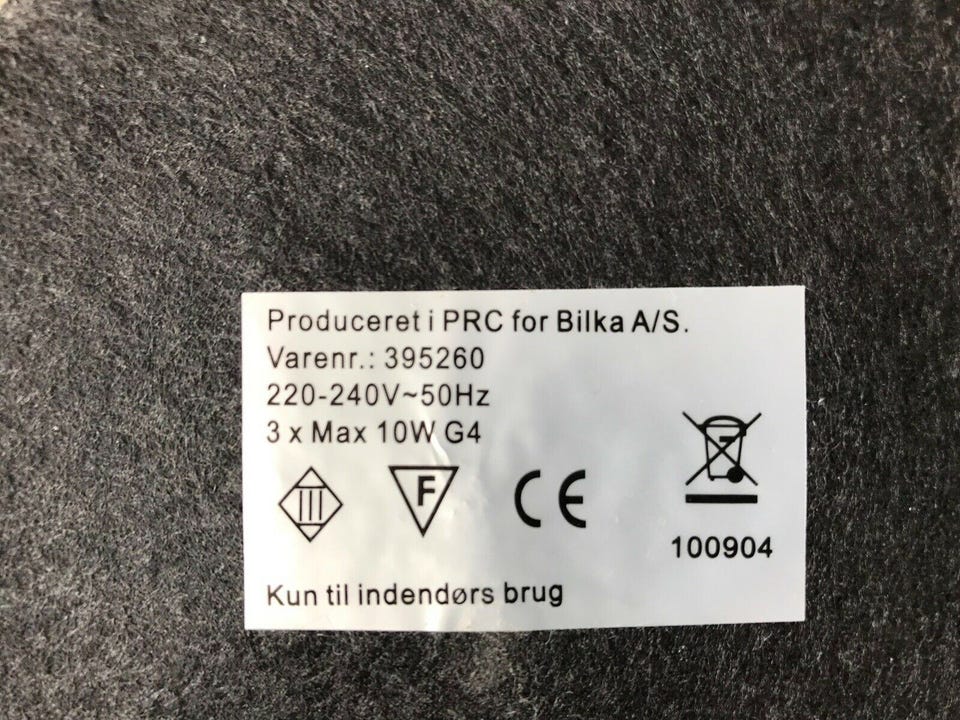 Produceret i PRC for Bilka A/S.
Varenr.: 395260
220-240V~50Hz
3 x Max 10W G4
III
F
CE
100904
Kun til indendørs brug